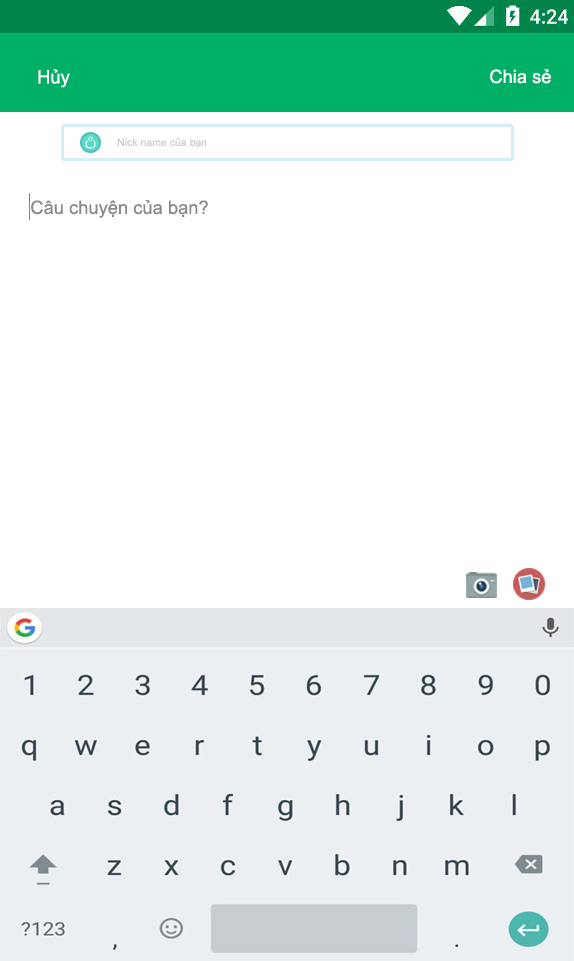 4:24
Hủy Chia sẻ
Nick name của bạn
Câu chuyện của bạn?
G
1 2 3 4 5 6 7 8 9 0
q w e r t y u i o p
a s d f g h j k l
z x c v b n m
?123 , .